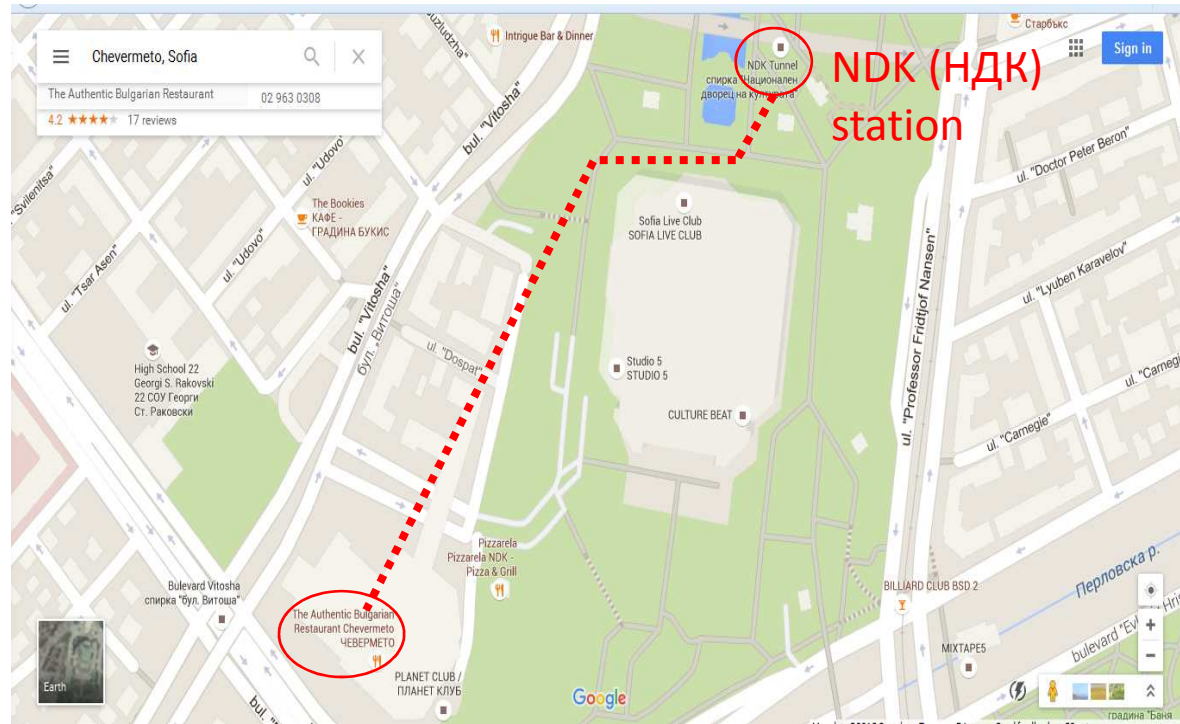 Chevermeto, Sofia
The Authentic Bulgarian Restaurant
02 963 0308
4.2 ★★★★★ 17 reviews
Intrigue Bar & Dinner
Старбъкс
Sign in
NDK (НДК)
station
NDK Tunnel
спирка "Национален
дворец на културата"
bul. "Vitosha"
ul. "Doctor Peter Beron"
"Svilenitsa"
ul. "Udovo"
The Bookies
КАФЕ -
ГРАДИНА БУКИС
Sofia Live Club
SOFIA LIVE CLUB
ul. "Tsar Asen"
ul. "Udovo"
bul. "Vitosha"
бул. „Витоша"
ul. "Lyuben Karavelov"
ul. "Professor Fridtjof Nansen"
High School 22
Georgi S. Rakovski
22 СОУ Георги
Ст. Раковски
ul. "Dospat"
Studio 5
STUDIO 5
CULTURE BEAT
ul. "Carnegie"
ul. "Carneg
Pizzarela
Pizzarela NDK -
Pizza & Grill
Bulevard Vitosha
спирка "бул. Витоша"
The Authentic Bulgarian
Restaurant Chevermeto
ЧЕВЕРМЕТО
BILLIARD CLUB BSD 2
Перловска р.
MIXTAPE5
PLANET CLUB /
ПЛАНЕТ КЛУБ
Earth
Google
градина "Баня